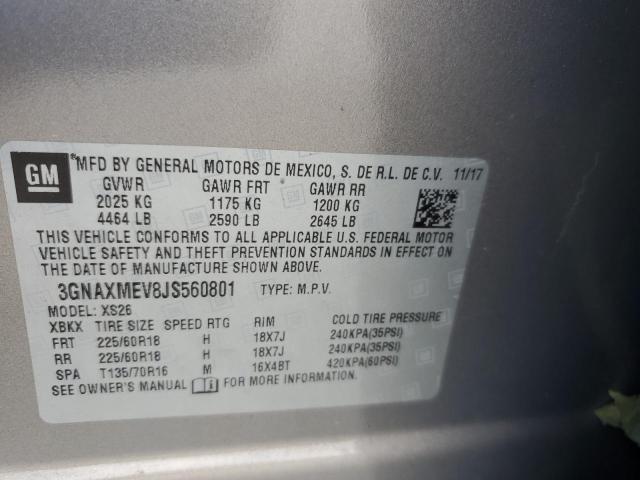 GM ® MFD BY GENERAL MOTORS DE MEXICO, S. DE R.L. DE C.V. 11/17
GVWR GAWR FRT GAWR RR
2025 KG 1175 KG 1200 KG
4464 LB 2590 LB 2645 LB
THIS VEHICLE CONFORMS TO ALL APPLICABLE U.S. FEDERAL MOTOR
VEHICLE SAFETY AND THEFT PREVENTION STANDARDS IN EFFECT ON
THE DATE OF MANUFACTURE SHOWN ABOVE.
3GNAXMEV8JS560801 TYPE: M.P.V.
MODEL: XS26
XBKX TIRE SIZE SPEED RTG RIM COLD TIRE PRESSURE
FRT 225/60R18 H 18X7J 240KPA(35PSI)
RR 225/60R18 H 18X7J 240KPA(35PSI)
SPA T135/70R16 M 16X4BT 420KPA(60PSI)
SEE OWNER'S MANUAL FOR MORE INFORMATION.